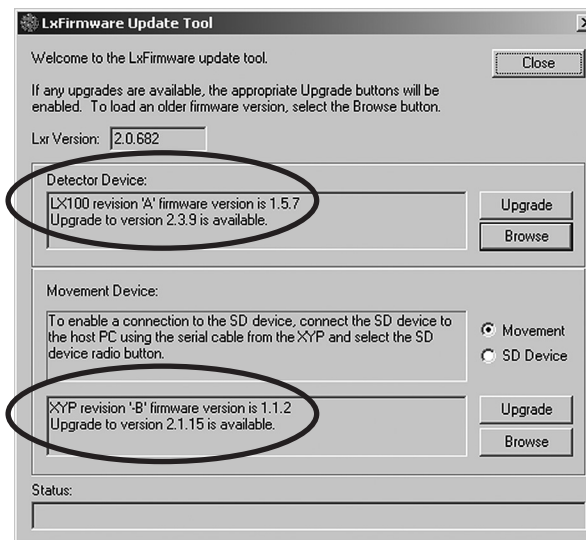 LxFirmware Update Tool
Welcome to the LxFirmware update tool.
Close
If any upgrades are available, the appropriate Upgrade buttons will be
enabled. To load an older firmware version, select the Browse button.
Lxr Version: 2.0.682
Detector Device:
LX100 revision 'A' firmware version is 1.5.7
Upgrade to version 2.3.9 is available.
Upgrade
Browse
Movement Device:
To enable a connection to the SD device, connect the SD device to
the host PC using the serial cable from the XYP and select the SD
device radio button.
Movement
SD Device
XYP revision '-B' firmware version is 1.1.2
Upgrade to version 2.1.15 is available.
Upgrade
Browse
Status: